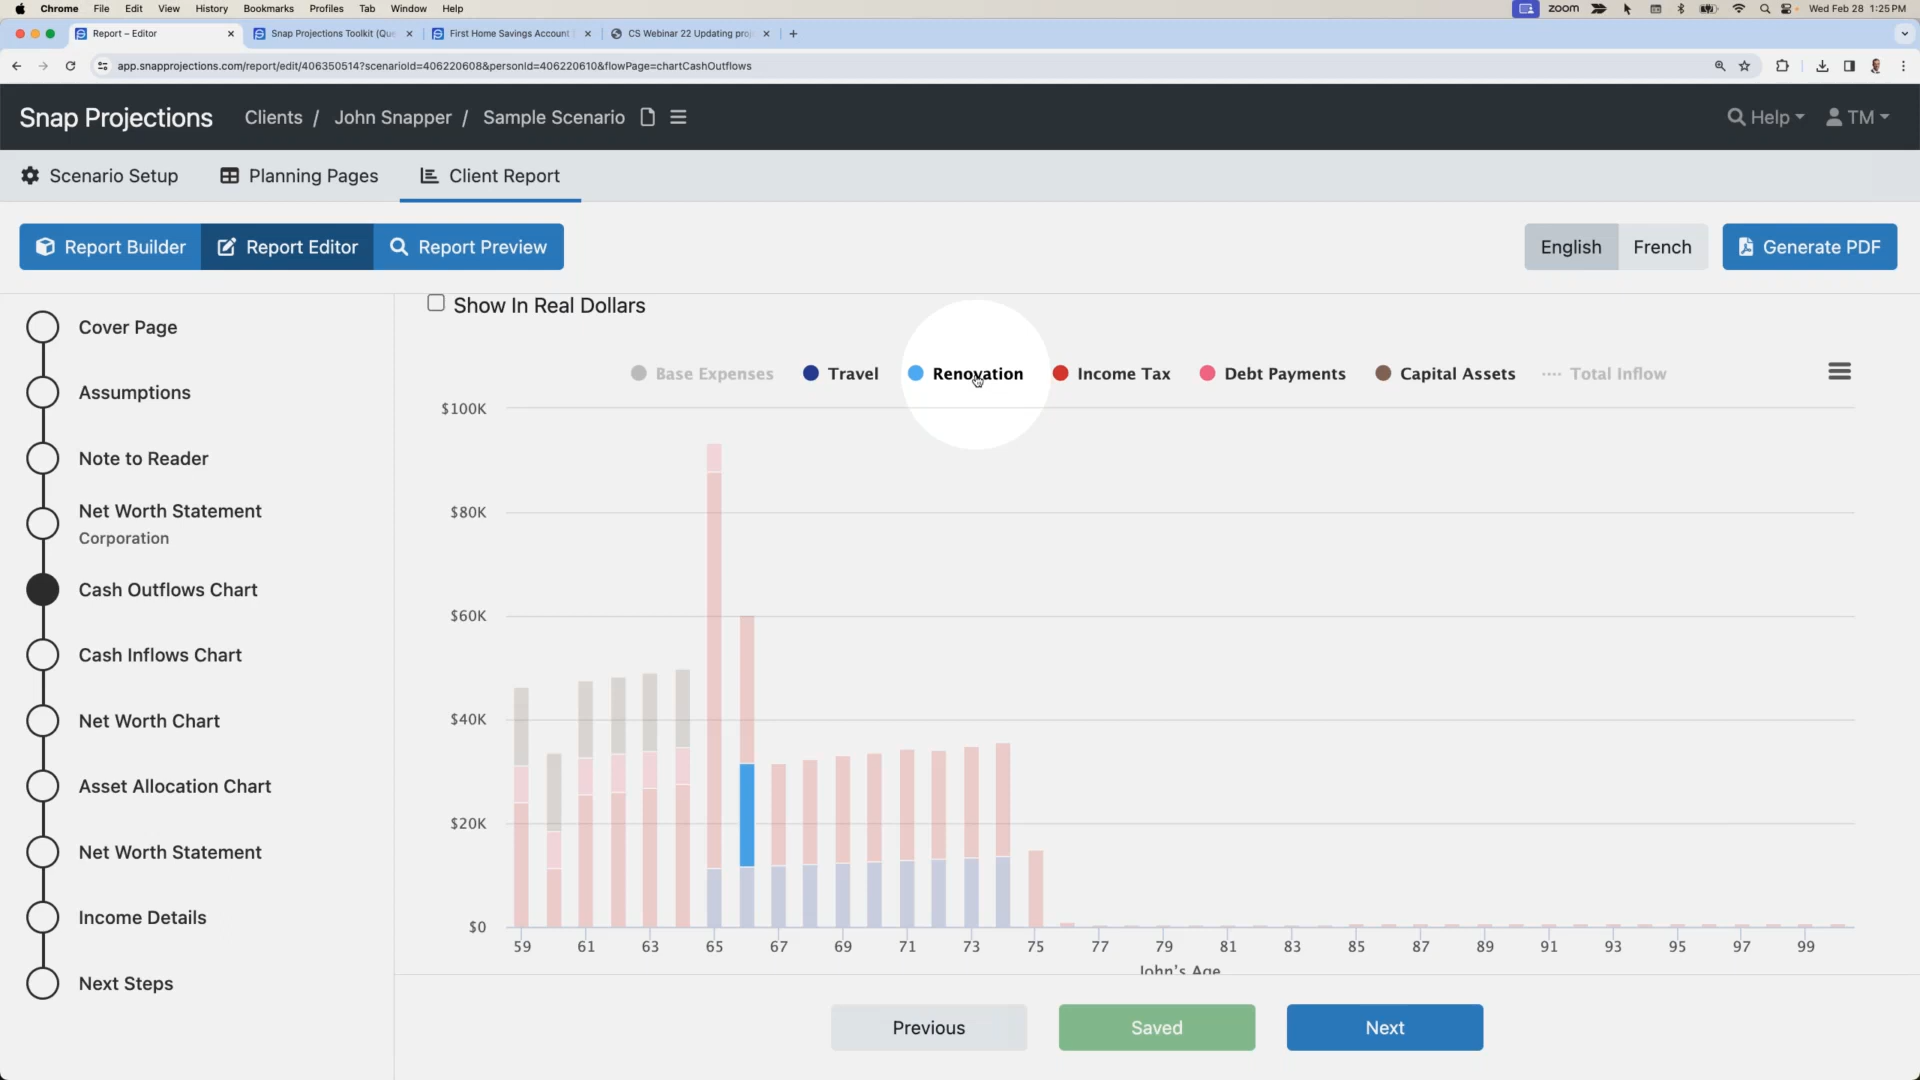 Chrome File Edit View History Bookmarks Profiles Tab Window Help zoom Wed Feb 28 1:25 PM
Report – Editor Snap Projections Toolkit (Que First Home Savings Account CS Webinar 22 Updating proj
app.snapprojections.com/report/edit/406350514?scenarioId=406220608&personId=406220610&flowPage=chartCashOutflows
Snap Projections Clients / John Snapper / Sample Scenario Help TM
Scenario Setup Planning Pages Client Report
Report Builder Report Editor Report Preview English French Generate PDF
Cover Page
Assumptions
Note to Reader
Net Worth Statement
Corporation
Cash Outflows Chart
Cash Inflows Chart
Net Worth Chart
Asset Allocation Chart
Net Worth Statement
Income Details
Next Steps
Show In Real Dollars
Base Expenses Travel Renovation Income Tax Debt Payments Capital Assets Total Inflow
$100K
$80K
$60K
$40K
$20K
$0
59 61 63 65 67 69 71 73 75 77 79 81 83 85 87 89 91 93 95 97 99
John's Age
Previous Saved Next